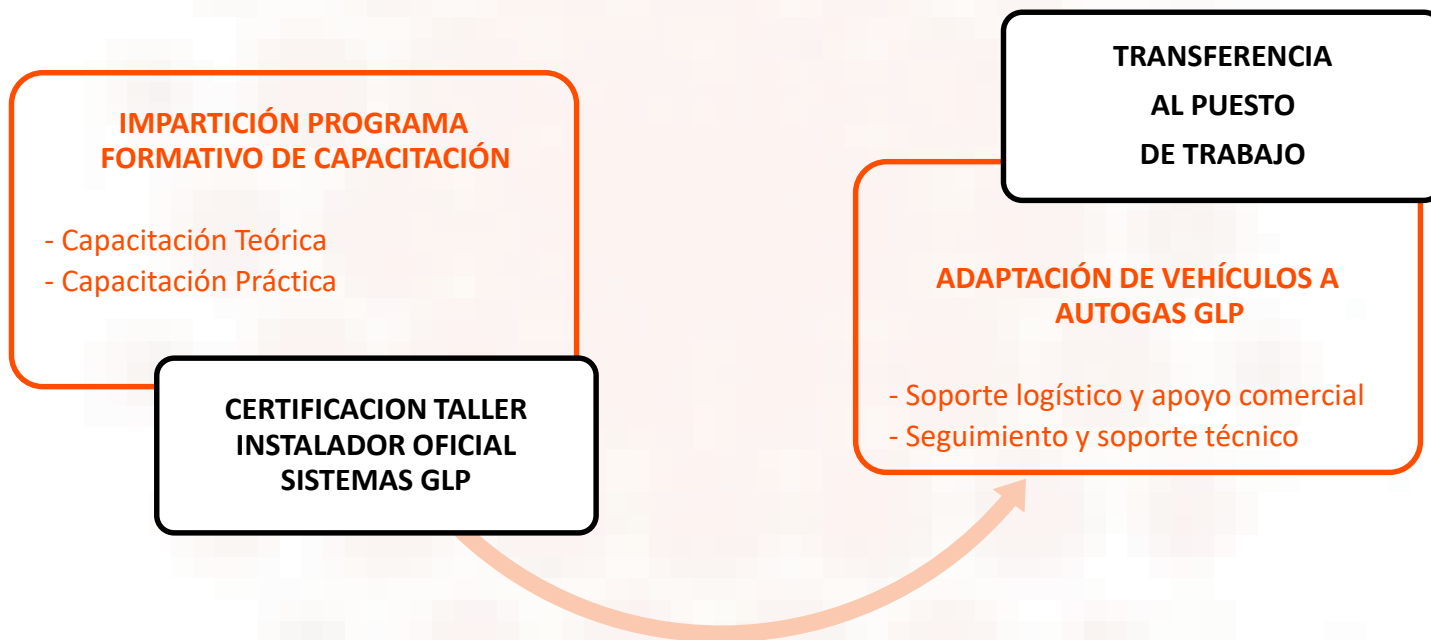 IMPARTICIÓN PROGRAMA
FORMATIVO DE CAPACITACIÓN
- Capacitación Teórica
- Capacitación Práctica
CERTIFICACION TALLER
INSTALADOR OFICIAL
SISTEMAS GLP
TRANSFERENCIA
AL PUESTO
DE TRABAJO
ADAPTACIÓN DE VEHÍCULOS A
AUTOGAS GLP
- Soporte logístico y apoyo comercial
- Seguimiento y soporte técnico